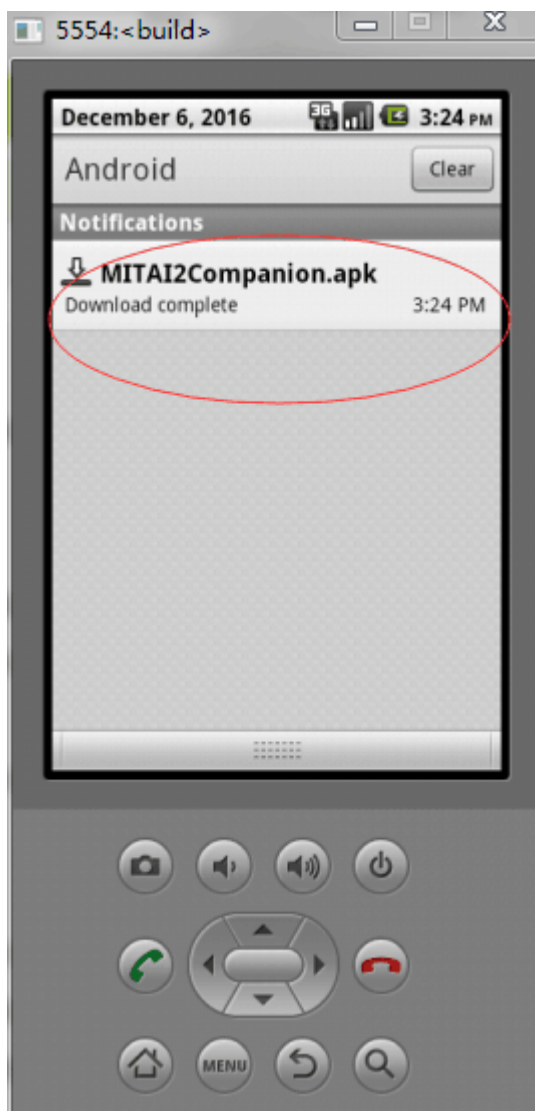 5554:<build>
December 6, 2016 3G 3:24 PM
Android Clear
Notifications
MITAI2Companion.apk
Download complete 3:24 PM
MENU